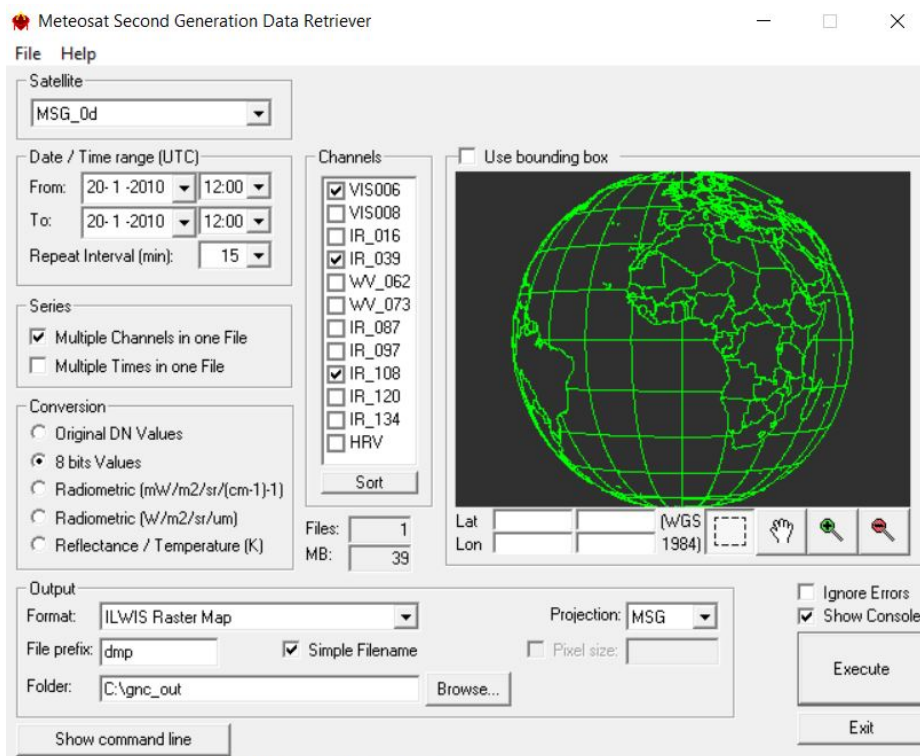 Meteosat Second Generation Data Retriever
File Help
Satellite
MSG_0d
Date / Time range (UTC)
From: 20- 1 -2010 12:00
To: 20- 1 -2010 12:00
Repeat Interval (min): 15
Series
Multiple Channels in one File
Multiple Times in one File
Conversion
Original DN Values
8 bits Values
Radiometric (mW/m2/sr/(cm-1)-1)
Radiometric (W/m2/sr/um)
Reflectance / Temperature (K)
Channels
VIS006
VIS008
IR_016
IR_039
WV_062
WV_073
IR_087
IR_097
IR_108
IR_120
IR_134
HRV
Sort
Files: 1
MB: 39
Use bounding box
Lat (WGS
Lon 1984)
Output
Format: ILWIS Raster Map Projection: MSG
File prefix: dmp Simple Filename Pixel size:
Folder: C:\gnc_out Browse...
Ignore Errors
Show Console
Execute
Exit
Show command line